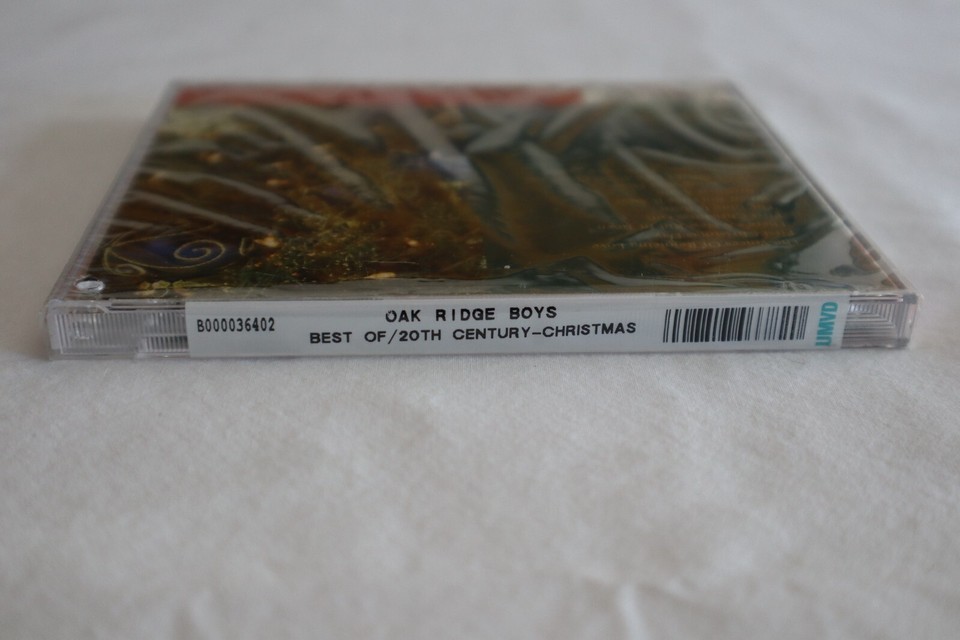 B000036402
OAK RIDGE BOYS
BEST OF/20TH CENTURY-CHRISTMAS
UMVD